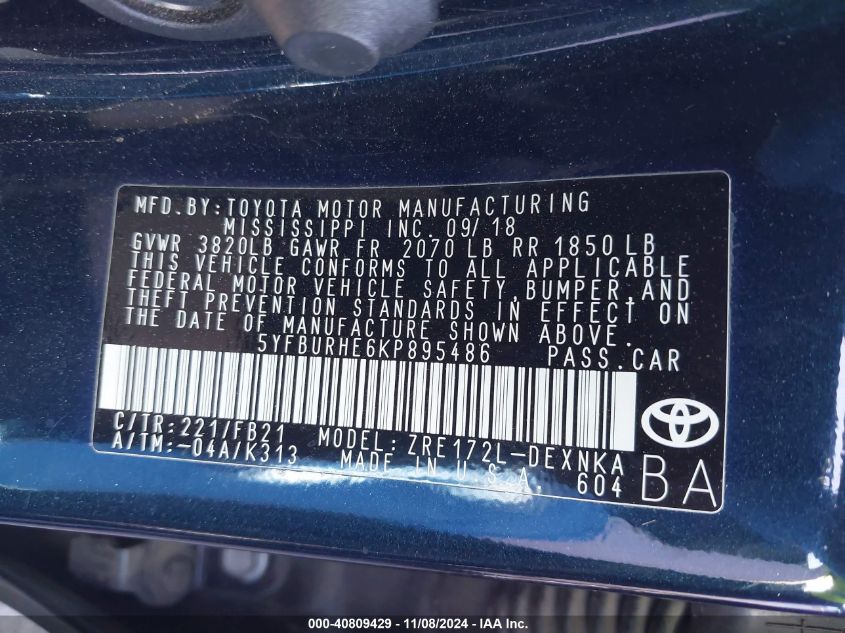 MFD.BY:TOYOTA MOTOR MANUFACTURING
MISSISSIPPI INC. 09/18
GVWR 3820LB GAWR FR 2070 LB RR 1850 LB
THIS VEHICLE CONFORMS TO ALL APPLICABLE
FEDERAL MOTOR VEHICLE SAFETY,BUMPER,AND
THEFT PREVENTION STANDARDS IN EFFECT ON
THE DATE OF MANUFACTURE SHOWN ABOVE.
5YFBURHE6KP895486 PASS.CAR
C/TR:221/FB21 MODEL: ZRE172L-DEXNKA
A/TM:-04A/K313 MADE IN U.S.A. 604
BA
000-40809429 - 11/08/2024 - IAA Inc.